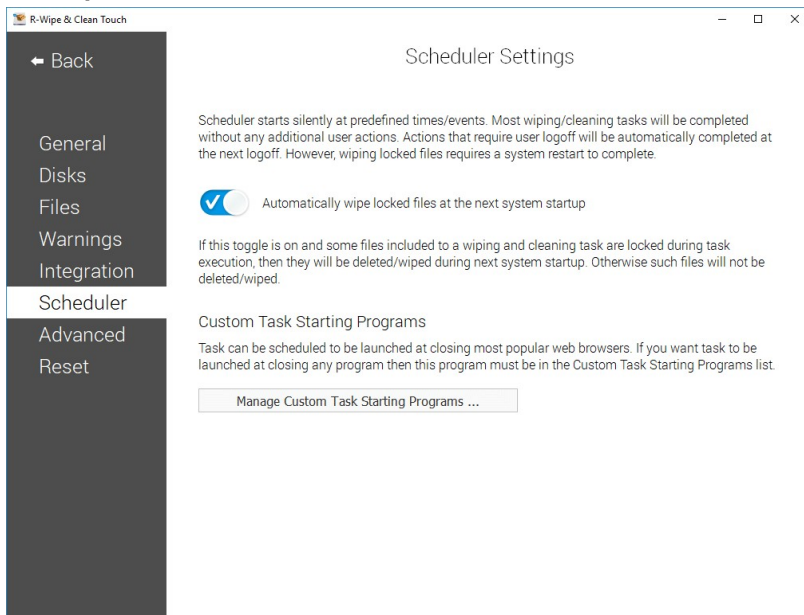 R-Wipe & Clean Touch
Back
Scheduler Settings
Scheduler starts silently at predefined times/events. Most wiping/cleaning tasks will be completed
without any additional user actions. Actions that require user logoff will be automatically completed at
the next logoff. However, wiping locked files requires a system restart to complete.
General
Disks
Files
Warnings
Integration
Scheduler
Advanced
Reset
Automatically wipe locked files at the next system startup
If this toggle is on and some files included to a wiping and cleaning task are locked during task
execution, then they will be deleted/wiped during next system startup. Otherwise such files will not be
deleted/wiped.
Custom Task Starting Programs
Task can be scheduled to be launched at closing most popular web browsers. If you want task to be
launched at closing any program then this program must be in the Custom Task Starting Programs list.
Manage Custom Task Starting Programs ...